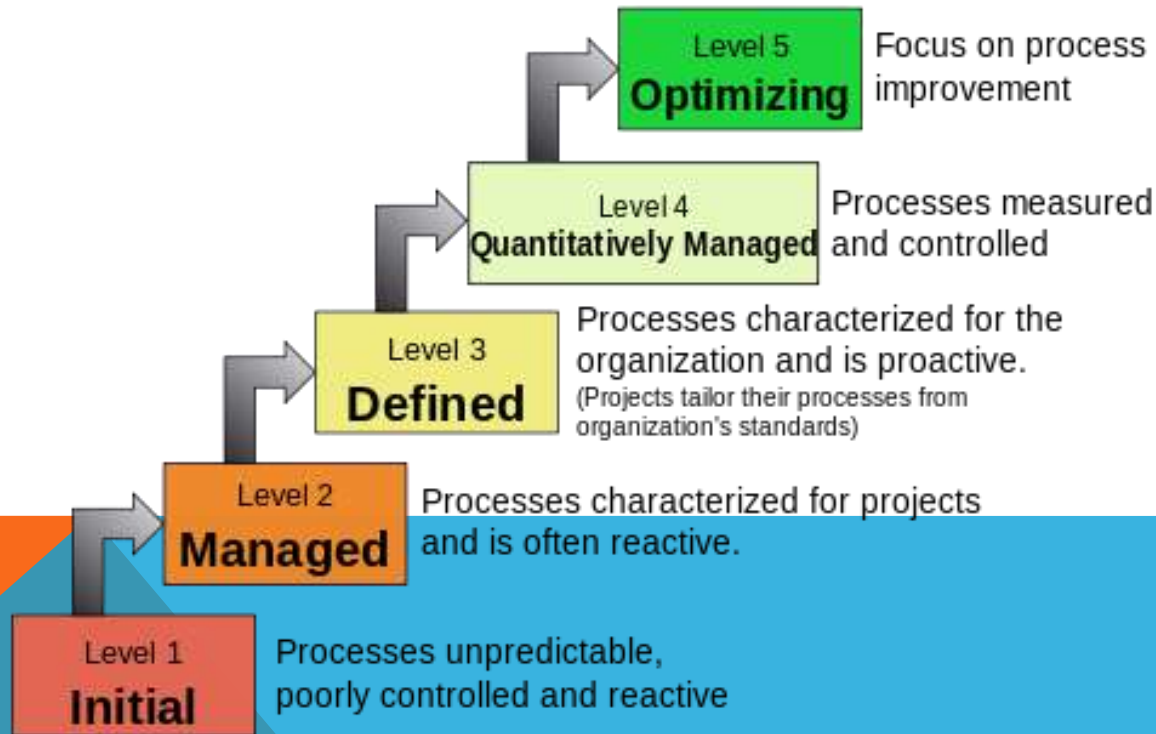 Level 5
Optimizing
Focus on process
improvement
Level 4
Quantitatively Managed
Processes measured
and controlled
Level 3
Defined
Processes characterized for the
organization and is proactive.
(Projects tailor their processes from
organization's standards)
Level 2
Managed
Processes characterized for projects
and is often reactive.
Level 1
Initial
Processes unpredictable,
poorly controlled and reactive